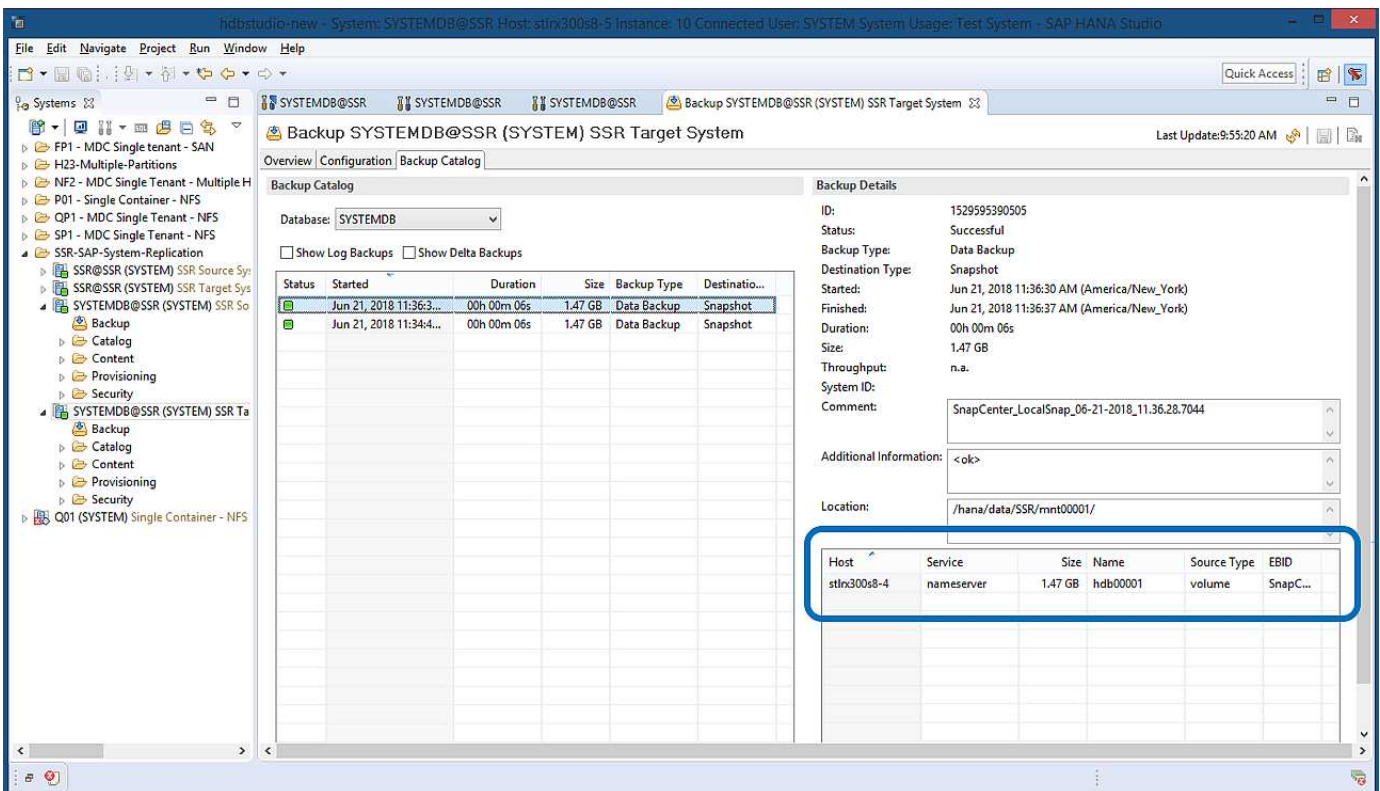 hdbstudio-new - System: SYSTEMDB@SSR Host: stlrx300s8-5 Instance: 10 Connected User: SYSTEM System Usage: Test System - SAP HANA Studio
File Edit Navigate Project Run Window Help
Quick Access
Systems
FP1 - MDC Single tenant - SAN
H23-Multiple-Partitions
NF2 - MDC Single Tenant - Multiple H
P01 - Single Container - NFS
QP1 - MDC Single Tenant - NFS
SP1 - MDC Single Tenant - NFS
SSR-SAP-System-Replication
SSR@SSR (SYSTEM) SSR Source Sy
SSR@SSR (SYSTEM) SSR Target Sys
SYSTEMDB@SSR (SYSTEM) SSR So
Backup
Catalog
Content
Provisioning
Security
SYSTEMDB@SSR (SYSTEM) SSR Ta
Backup
Catalog
Content
Provisioning
Security
Q01 (SYSTEM) Single Container - NFS
SYSTEMDB@SSR SYSTEMDB@SSR SYSTEMDB@SSR Backup SYSTEMDB@SSR (SYSTEM) SSR Target System
Backup SYSTEMDB@SSR (SYSTEM) SSR Target System
Last Update:9:55:20 AM
Overview Configuration Backup Catalog
Backup Catalog
Database: SYSTEMDB
Show Log Backups Show Delta Backups
Status Started Duration Size Backup Type Destinatio...
Jun 21, 2018 11:36:3... 00h 00m 06s 1.47 GB Data Backup Snapshot
Jun 21, 2018 11:34:4... 00h 00m 06s 1.47 GB Data Backup Snapshot
Backup Details
ID: 1529595390505
Status: Successful
Backup Type: Data Backup
Destination Type: Snapshot
Started: Jun 21, 2018 11:36:30 AM (America/New_York)
Finished: Jun 21, 2018 11:36:37 AM (America/New_York)
Duration: 00h 00m 06s
Size: 1.47 GB
Throughput: n.a.
System ID:
Comment: SnapCenter_LocalSnap_06-21-2018_11.36.28.7044
Additional Information: <ok>
Location: /hana/data/SSR/mnt00001/
Host Service Size Name Source Type EBID
stlrx300s8-4 nameserver 1.47 GB hdb00001 volume SnapC...